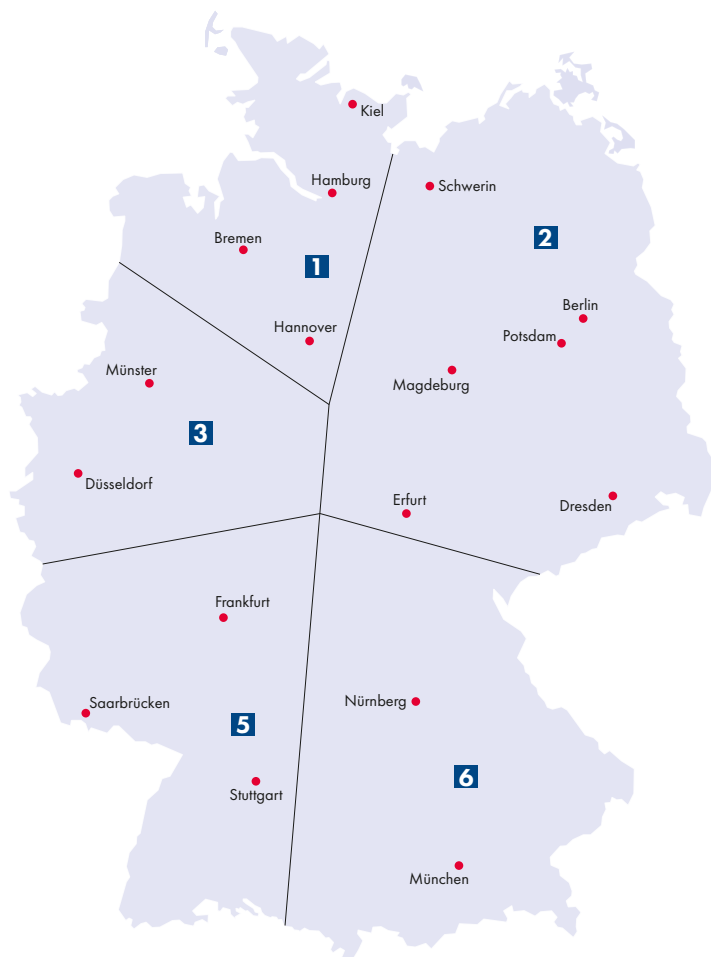 Kiel
Hamburg
Schwerin
Bremen
2
1
Berlin
Hannover
Potsdam
Münster
Magdeburg
3
Düsseldorf
Erfurt
Dresden
Frankfurt
Saarbrücken
Nürnberg
5
6
Stuttgart
München